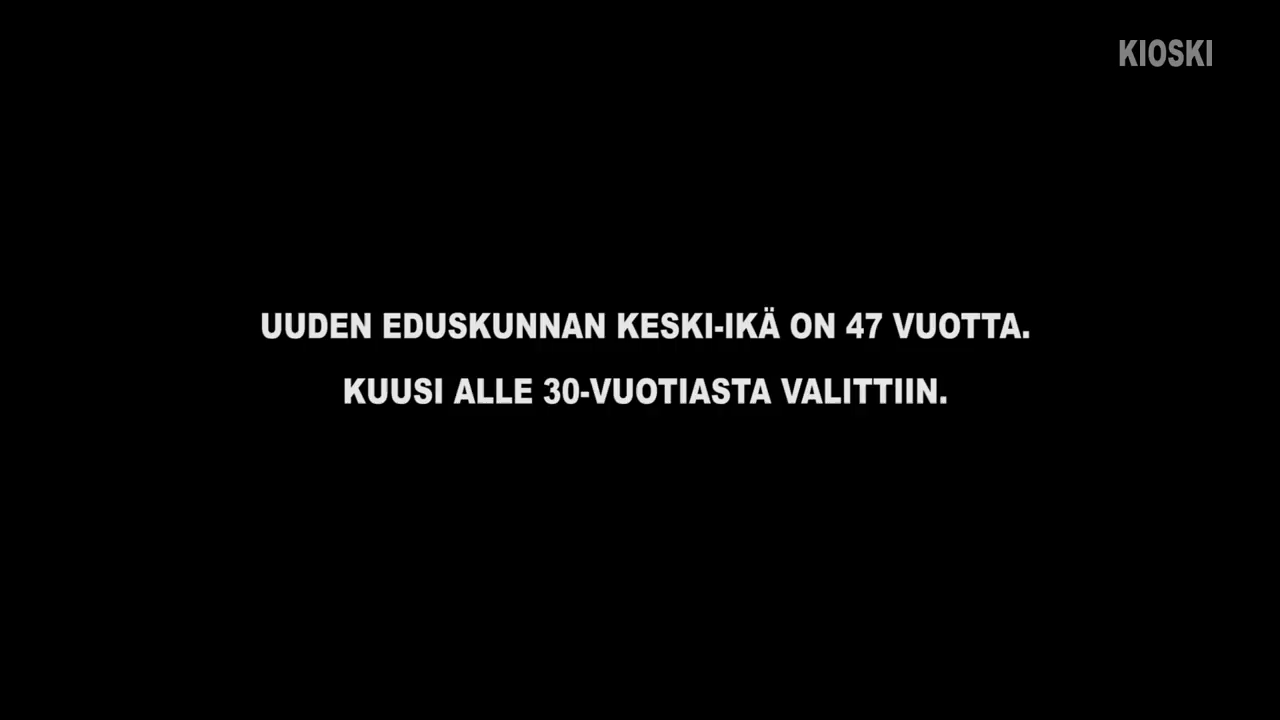 KIOSKI
UUDEN EDUSKUNNAN KESKI-IKÄ ON 47 VUOTTA.
KUUSI ALLE 30-VUOTIASTA VALITTIIN.